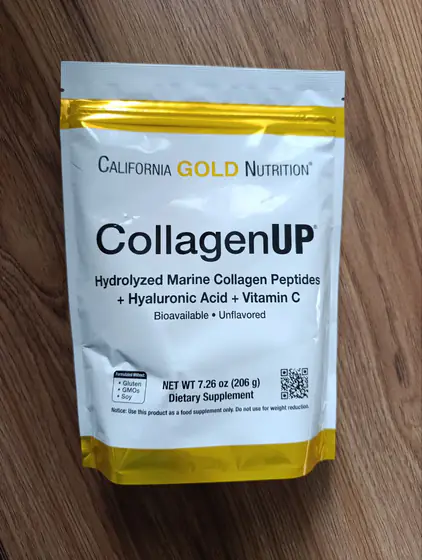 CALIFORNIA GOLD NUTRITION®
CollagenUP®
Hydrolyzed Marine Collagen Peptides
+ Hyaluronic Acid + Vitamin C
Bioavailable • Unflavored
Formulated Without:
• Gluten
• GMOs
• Soy
NET WT 7.26 oz (206 g)
Dietary Supplement
Notice: Use this product as a food supplement only. Do not use for weight reduction.